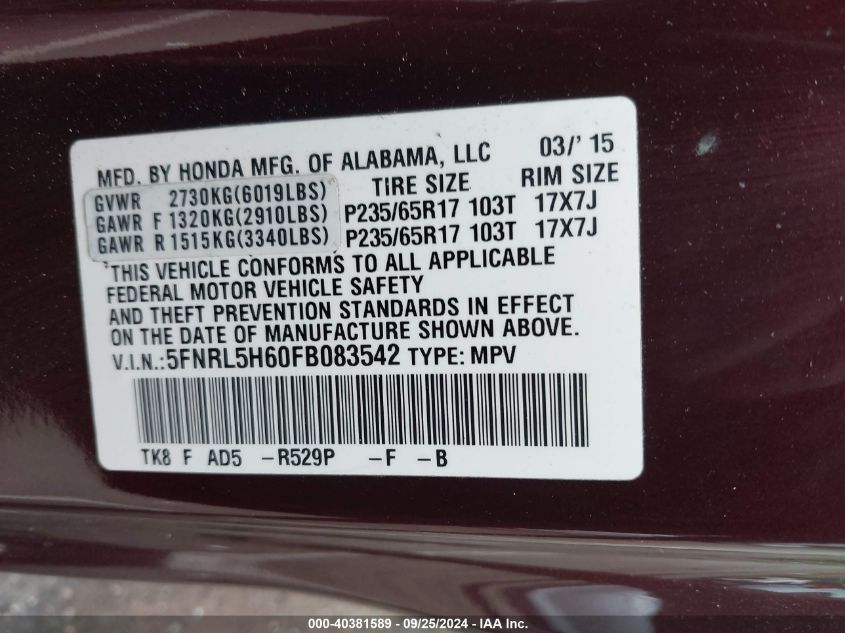 MFD. BY HONDA MFG. OF ALABAMA, LLC 03/' 15
GVWR 2730KG(6019LBS) TIRE SIZE RIM SIZE
GAWR F 1320KG(2910LBS) P235/65R17 103T 17X7J
GAWR R 1515KG(3340LBS) P235/65R17 103T 17X7J
THIS VEHICLE CONFORMS TO ALL APPLICABLE
FEDERAL MOTOR VEHICLE SAFETY
AND THEFT PREVENTION STANDARDS IN EFFECT
ON THE DATE OF MANUFACTURE SHOWN ABOVE.
V.I.N.:5FNRL5H60FB083542 TYPE: MPV
TK8 F AD5 -R529P -F -B
000-40381589 - 09/25/2024 - IAA Inc.